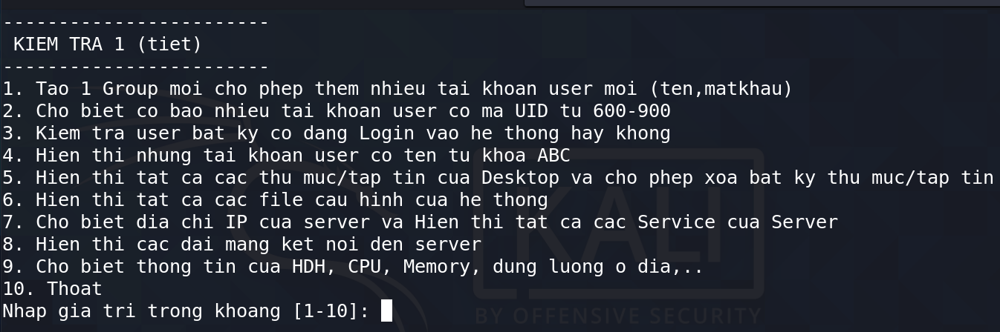 ------------------------
 KIEM TRA 1 (tiet)
------------------------
1. Tao 1 Group moi cho phep them nhieu tai khoan user moi (ten,matkhau)
2. Cho biet co bao nhieu tai khoan user co ma UID tu 600-900
3. Kiem tra user bat ky co dang Login vao he thong hay khong
4. Hien thi nhung tai khoan user co ten tu khoa ABC
5. Hien thi tat ca cac thu muc/tap tin cua Desktop va cho phep xoa bat ky thu muc/tap tin
6. Hien thi tat ca cac file cau hinh cua he thong
7. Cho biet dia chi IP cua server va Hien thi tat ca cac Service cua Server
8. Hien thi cac dai mang ket noi den server
9. Cho biet thong tin cua HDH, CPU, Memory, dung luong o dia,..
10. Thoat
Nhap gia tri trong khoang [1-10]:
KALI
BY OFFENSIVE SECURITY